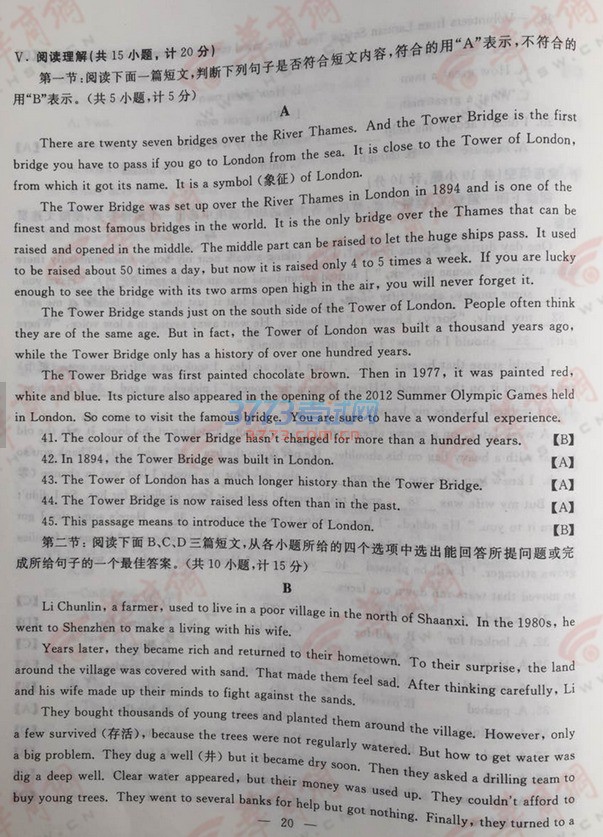 V. 阅读理解(共 15 小题, 计 20 分)
第一节: 阅读下面一篇短文, 判断下列句子是否符合短文内容, 符合的用“A”表示, 不符合的
用“B”表示。(共 5 小题, 计 5 分)
A
There are twenty seven bridges over the River Thames. And the Tower Bridge is the first
bridge you have to pass if you go to London from the sea. It is close to the Tower of London,
from which it got its name. It is a symbol (象征) of London.
The Tower Bridge was set up over the River Thames in London in 1894 and is one of the
finest and most famous bridges in the world. It is the only bridge over the Thames that can be
raised and opened in the middle. The middle part can be raised to let the huge ships pass. It used
to be raised about 50 times a day, but now it is raised only 4 to 5 times a week. If you are lucky
enough to see the bridge with its two arms open high in the air, you will never forget it.
The Tower Bridge stands just on the south side of the Tower of London. People often think
they are of the same age. But in fact, the Tower of London was built a thousand years ago,
while the Tower Bridge only has a history of over one hundred years.
The Tower Bridge was first painted chocolate brown. Then in 1977, it was painted red,
white and blue. Its picture also appeared in the opening of the 2012 Summer Olympic Games held
in London. So come to visit the famous bridge. You are sure to have a wonderful experience.
41. The colour of the Tower Bridge hasn't changed for more than a hundred years. 【B】
42. In 1894, the Tower Bridge was built in London. 【A】
43. The Tower of London has a much longer history than the Tower Bridge. 【A】
44. The Tower Bridge is now raised less often than in the past. 【A】
45. This passage means to introduce the Tower of London. 【B】
第二节: 阅读下面 B、C、D 三篇短文, 从各小题所给的四个选项中选出能回答所提问题或完
成所给句子的一个最佳答案。(共 10 小题, 计 15 分)
B
Li Chunlin, a farmer, used to live in a poor village in the north of Shaanxi. In the 1980s, he
went to Shenzhen to make a living with his wife.
Years later, they became rich and returned to their hometown. To their surprise, the land
around the village was covered with sand. That made them feel sad. After thinking carefully, Li
and his wife made up their minds to fight against the sands.
They bought thousands of young trees and planted them around the village. However, only
a few survived (存活), because the trees were not regularly watered. But how to get water was
a big problem. They dug a well (井) but it became dry soon. Then they asked a drilling team to
dig a deep well. Clear water appeared, but their money was used up. They couldn't afford to
buy young trees. They went to several banks for help but got nothing. Finally, they turned to a
— 20 —